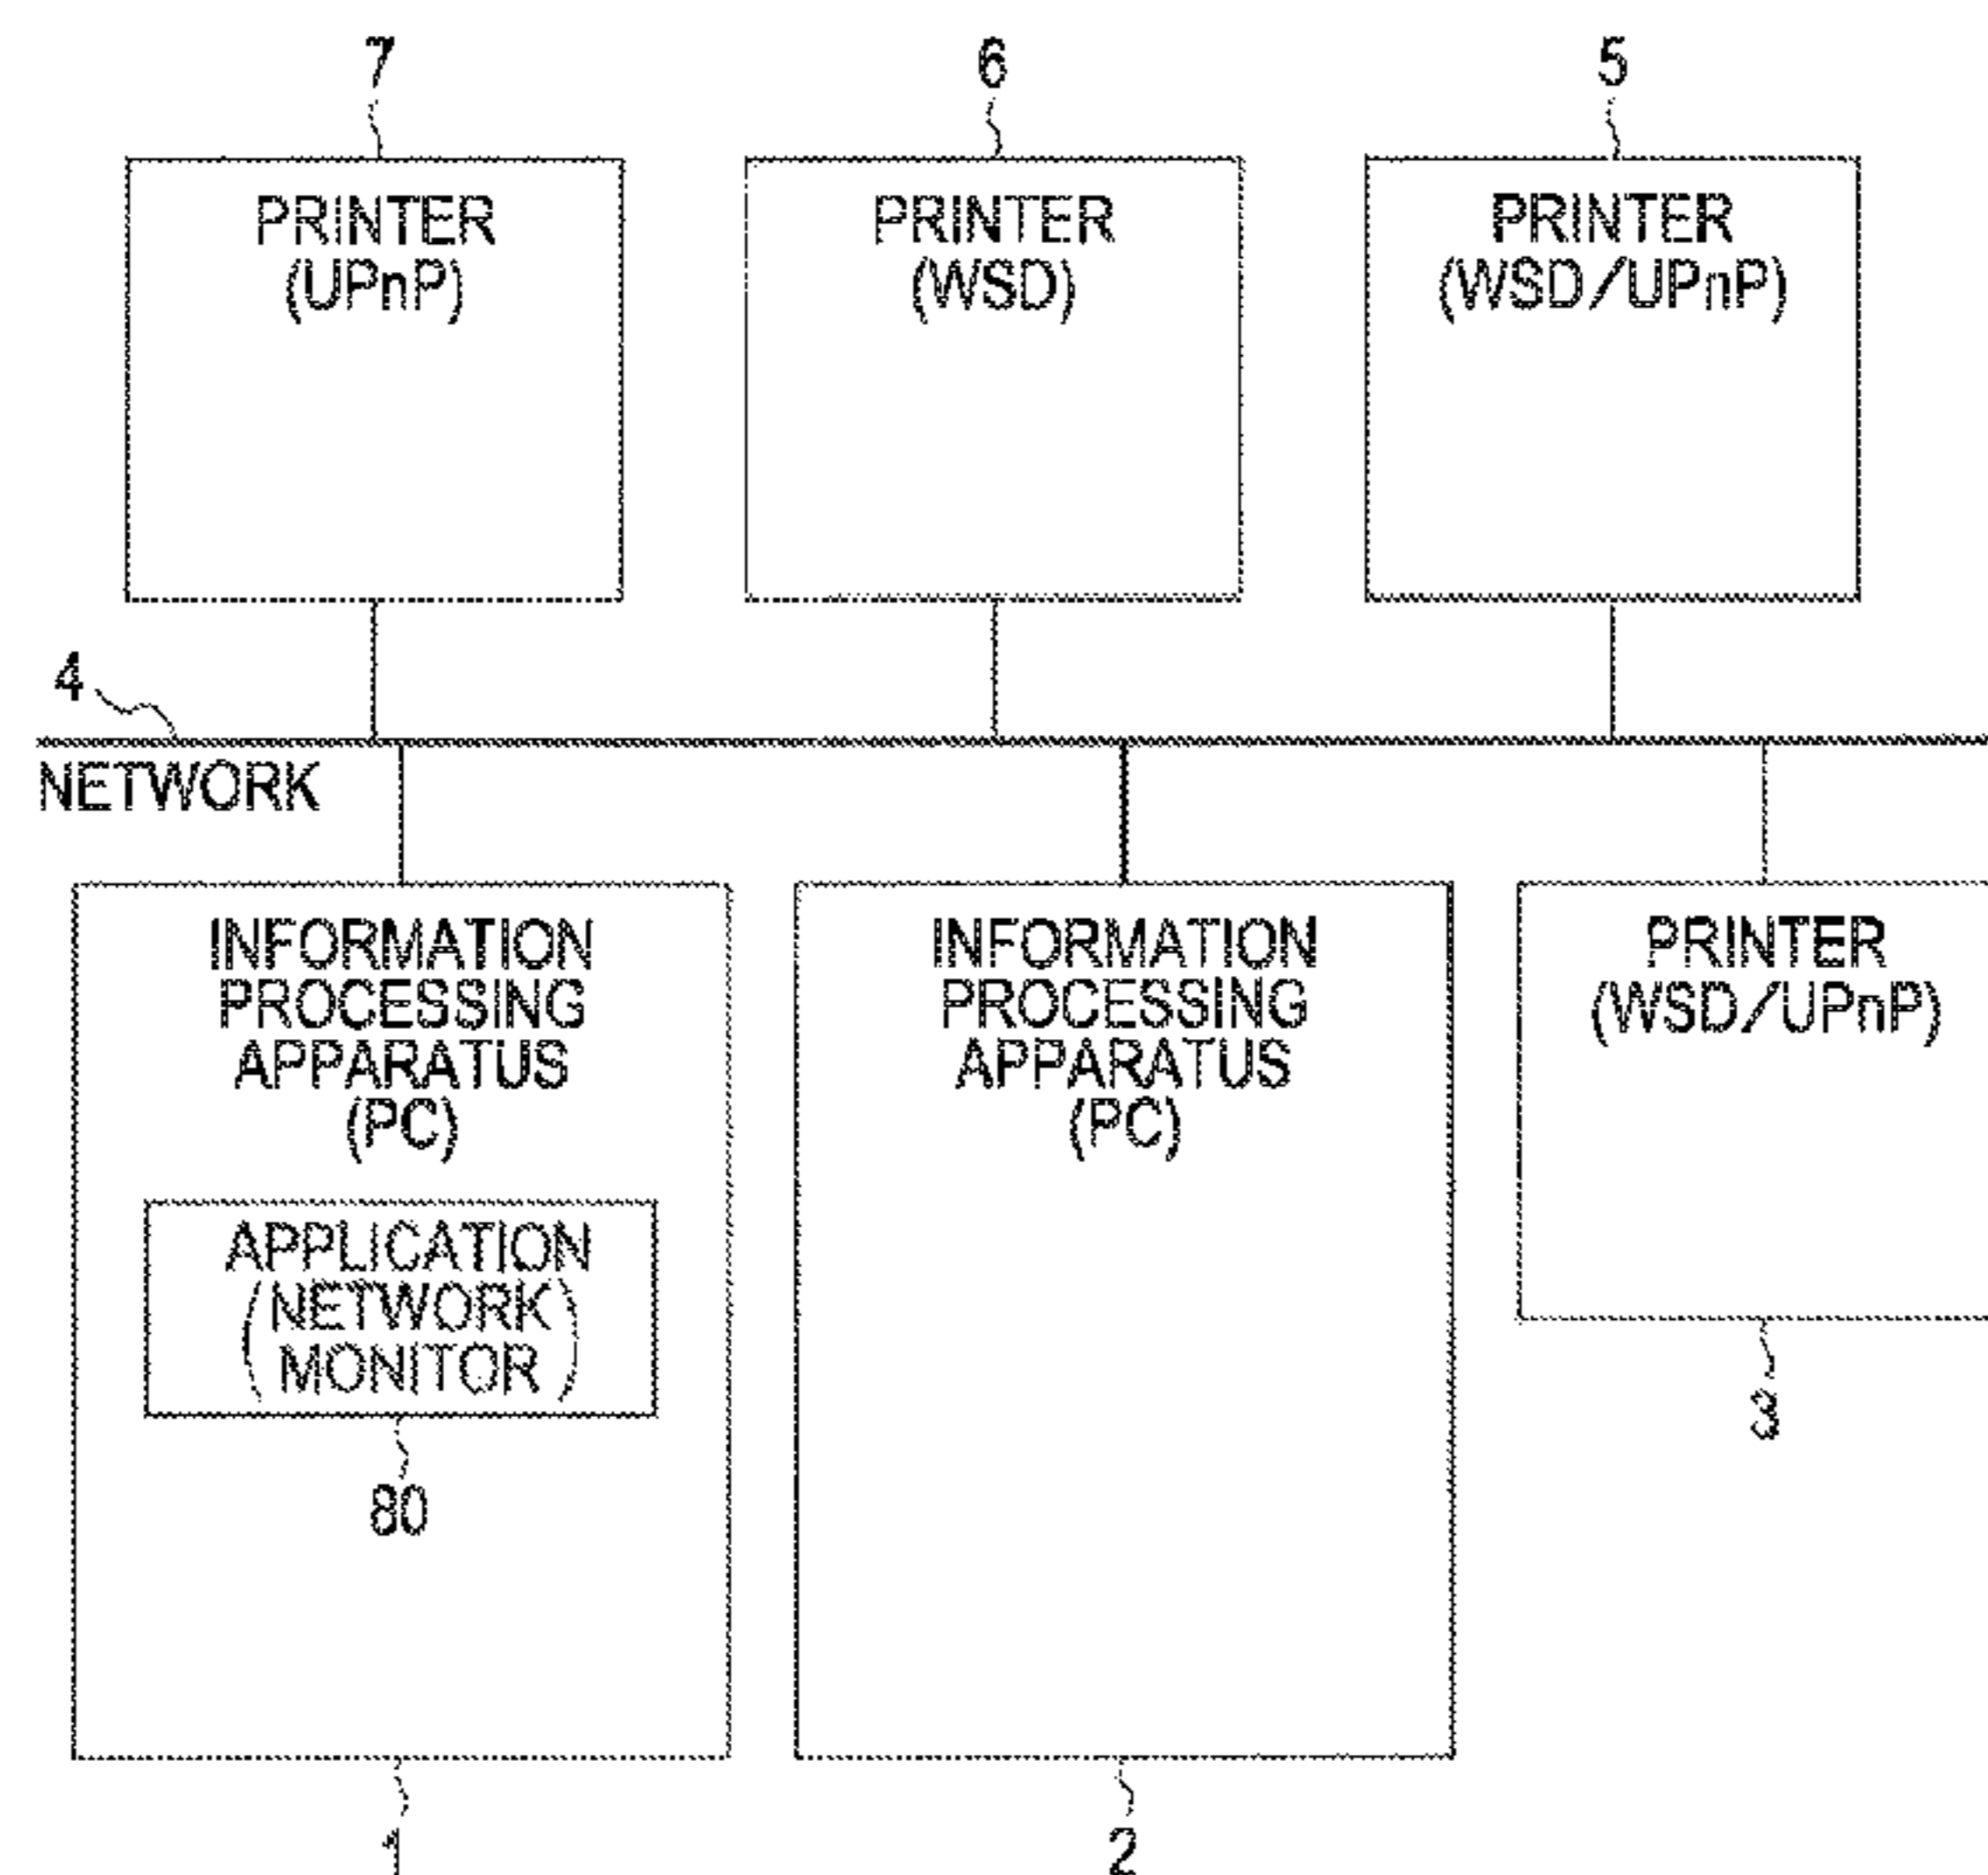 7
6
5
PRINTER
(UPnP)
PRINTER
(WSD)
PRINTER
(WSD/UPnP)
4
NETWORK
INFORMATION
PROCESSING
APPARATUS
(PC)
APPLICATION
(NETWORK
MONITOR)
80
INFORMATION
PROCESSING
APPARATUS
(PC)
PRINTER
(WSD/UPnP)
3
1
2